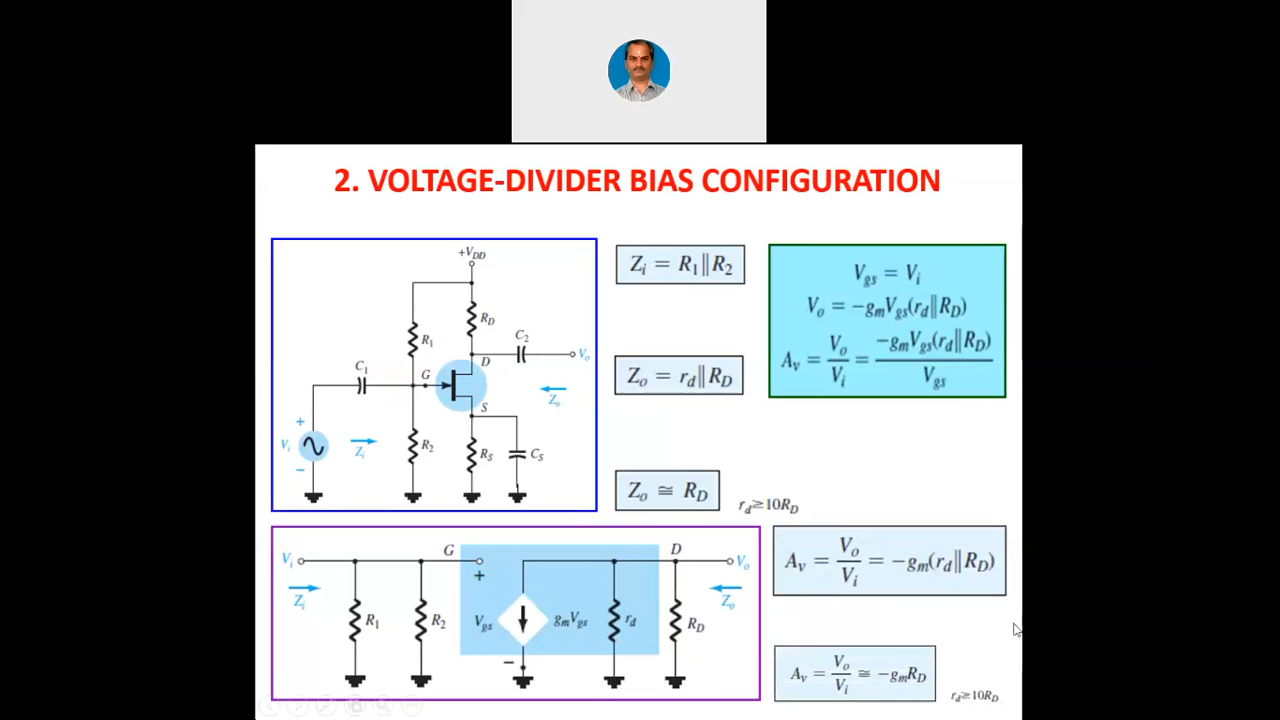 2. VOLTAGE-DIVIDER BIAS CONFIGURATION
+V_DD
R_D
R_1
C_2
V_o
D
C_1
G
Z_o
S
+
V_i
Z_i
R_2
R_S
C_S
−
Z_i = R_1 || R_2
Z_o = r_d || R_D
Z_o ≅ R_D
r_d ≥ 10R_D
V_gs = V_i
V_o = −g_m V_gs (r_d || R_D)
A_v = V_o / V_i = −g_m V_gs (r_d || R_D) / V_gs
V_i
G
D
V_o
+
Z_i
Z_o
R_1
R_2
V_gs
g_m V_gs
r_d
R_D
−
A_v = V_o / V_i = −g_m (r_d || R_D)
A_v = V_o / V_i ≅ −g_m R_D
r_d ≥ 10R_D